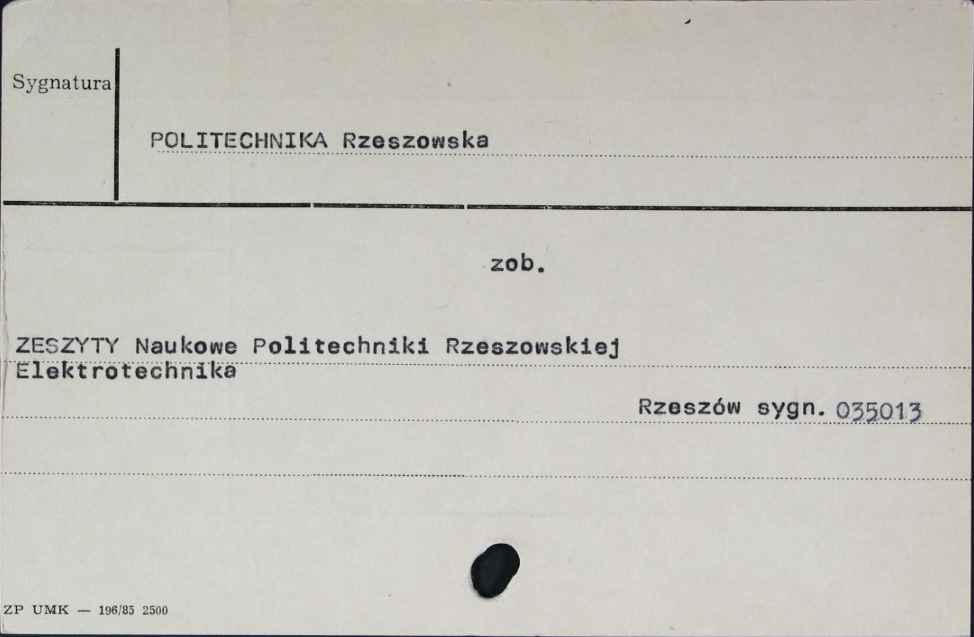 Sygnatura
POLITECHNIKA Rzeszowska
zob.
ZESZYTY Naukowe Politechniki Rzeszowskiej
Elektrotechnika
Rzeszów sygn. 035013
ZP UMK — 196/85 2500